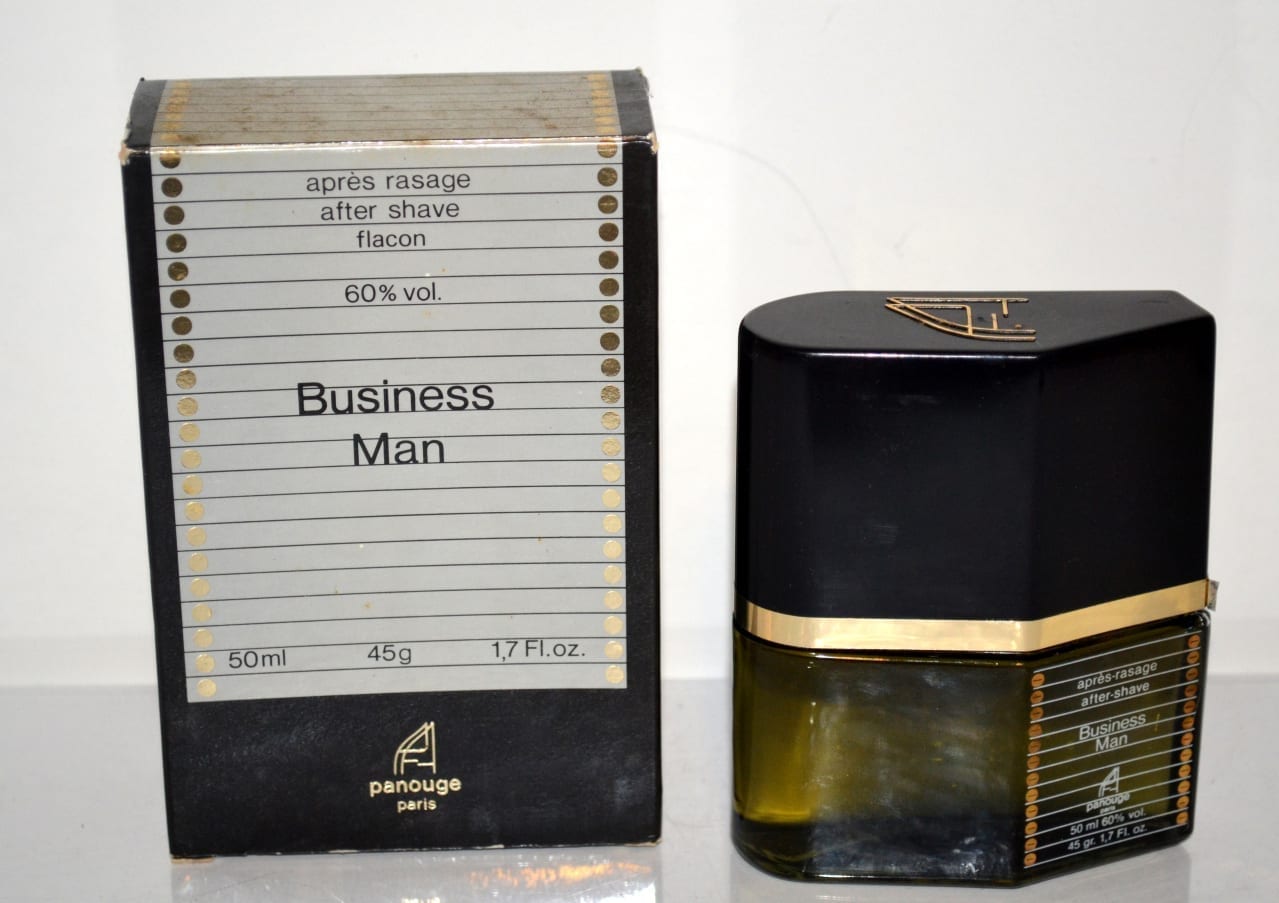 après rasage
after shave
flacon
60% vol.
Business
Man
50ml 45g 1,7 Fl.oz.
panouge
paris
après-rasage
after-shave
Business
Man
panouge
paris
50 ml 60% vol.
45 gr. 1,7 Fl. oz.